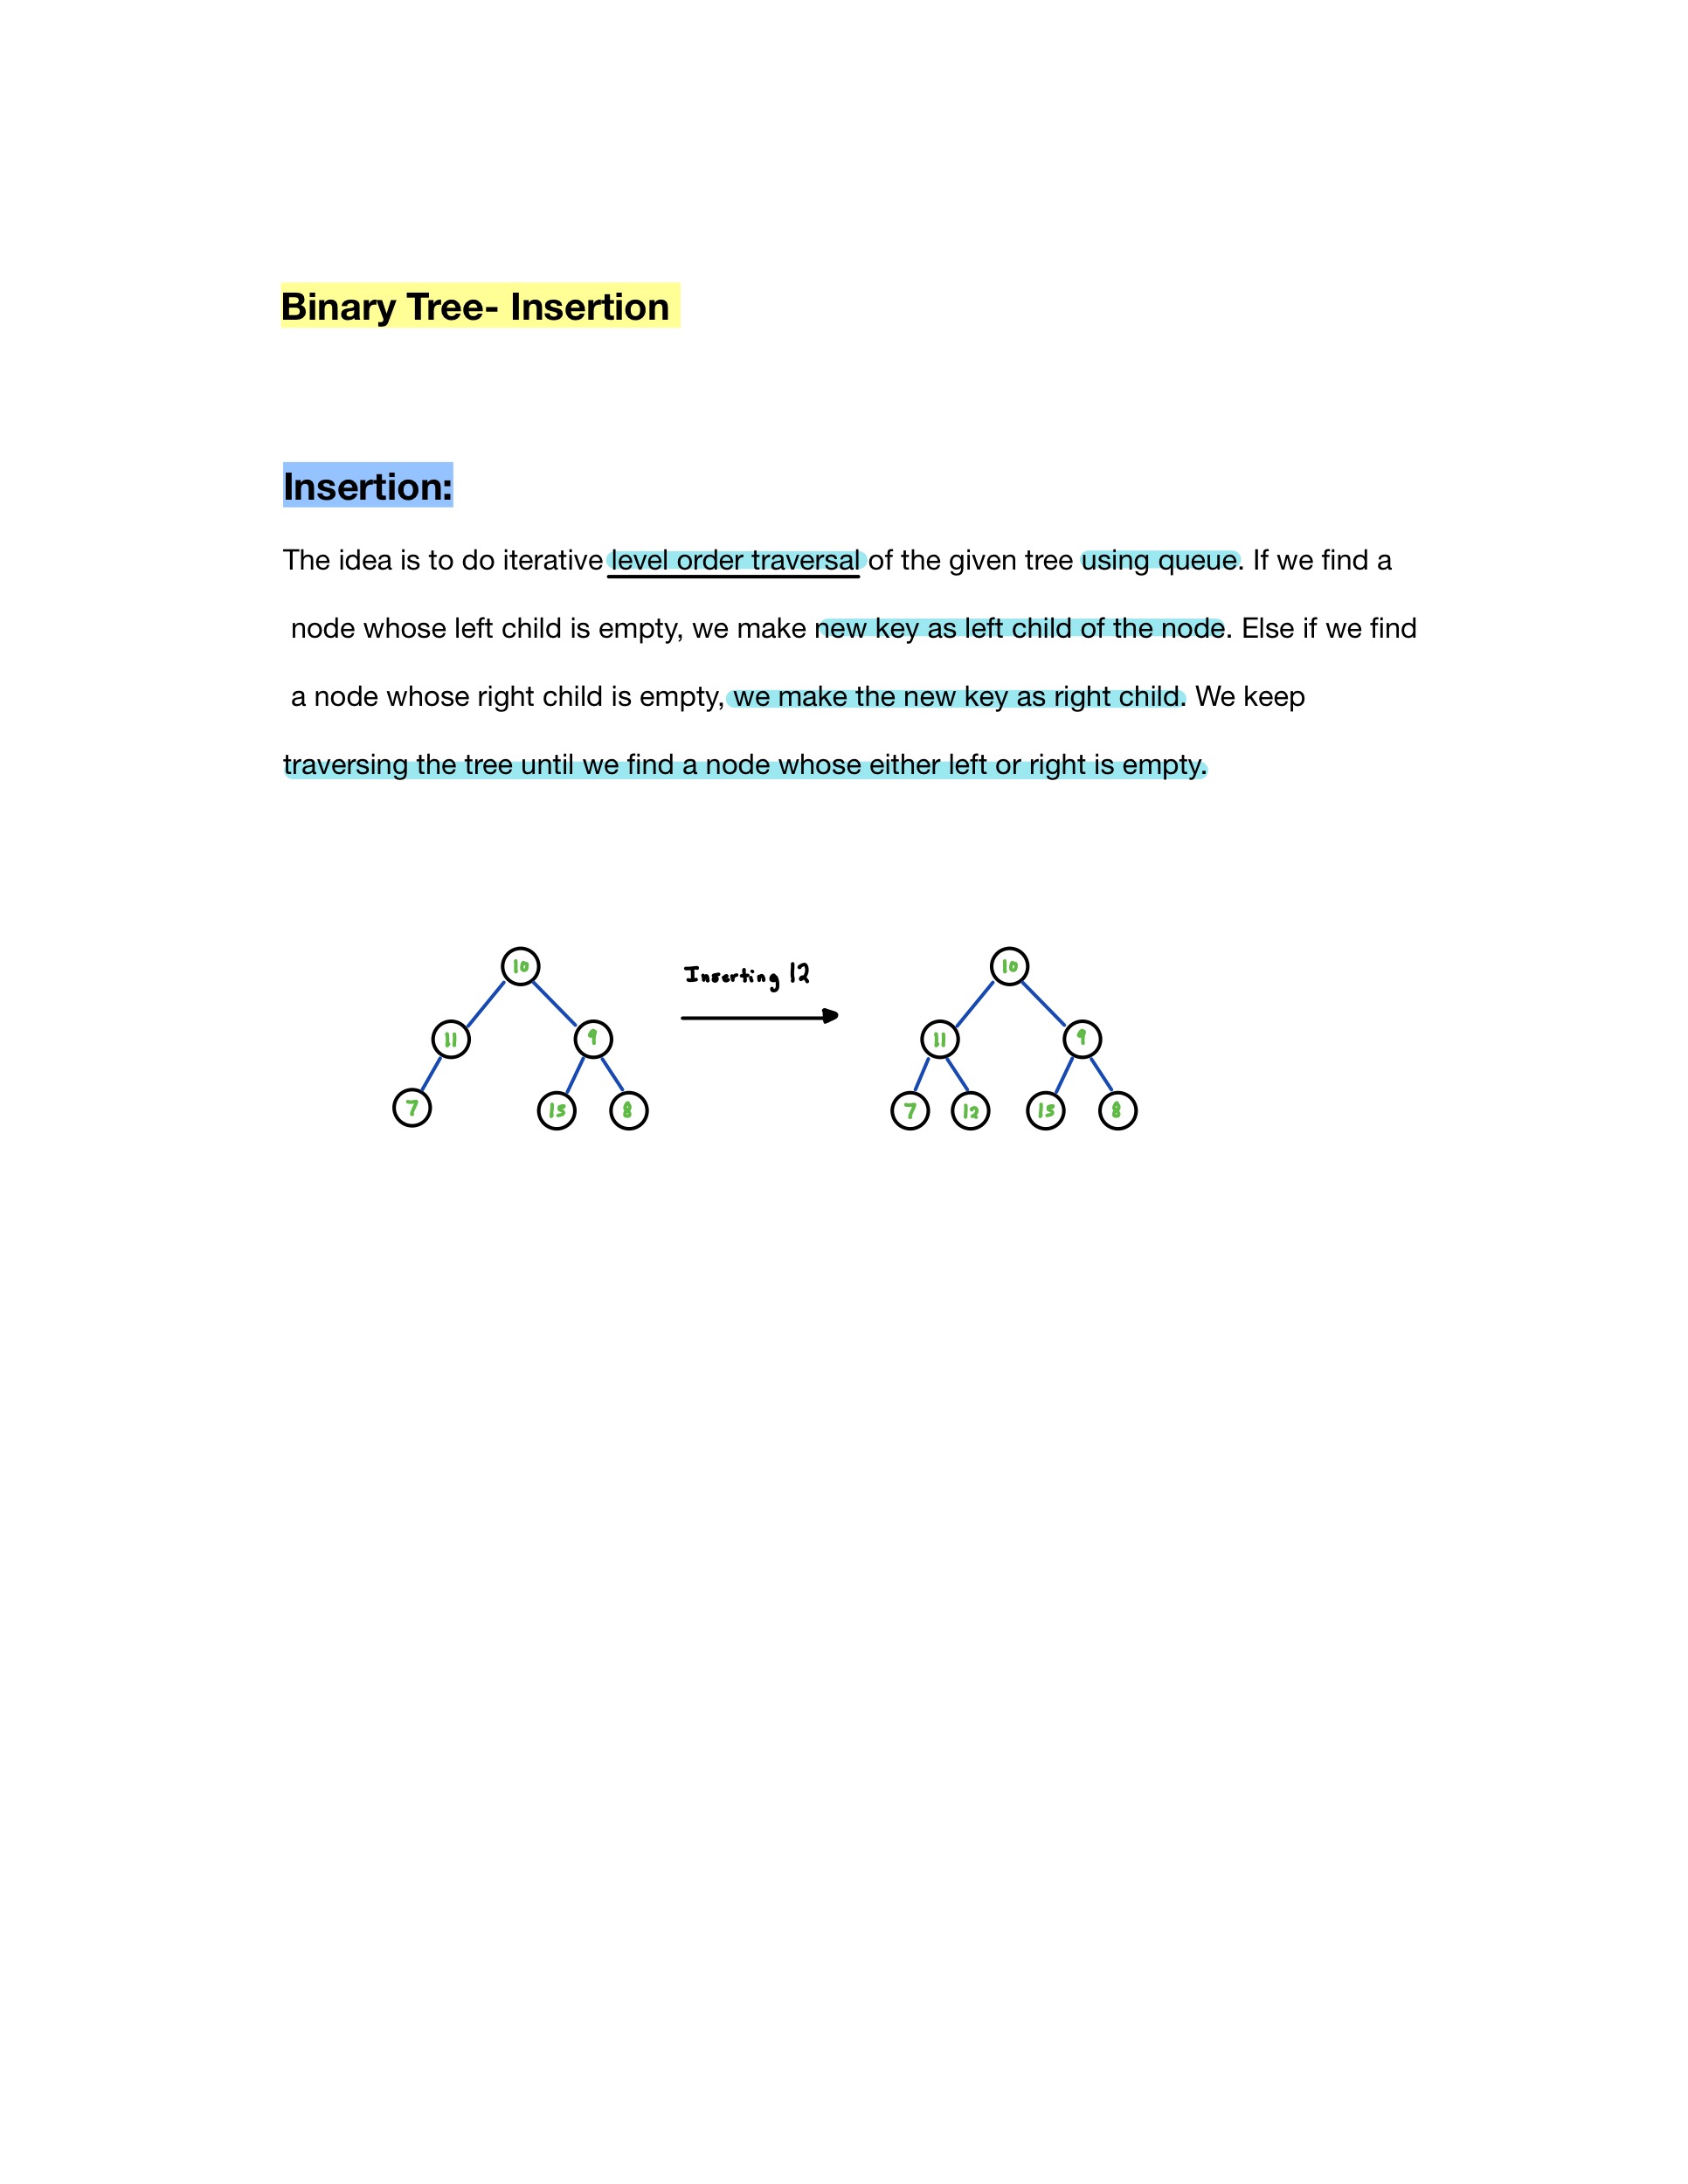 Binary Tree- Insertion
Insertion:
The idea is to do iterative level order traversal of the given tree using queue. If we find a
node whose left child is empty, we make new key as left child of the node. Else if we find
a node whose right child is empty, we make the new key as right child. We keep
traversing the tree until we find a node whose either left or right is empty.
Inserting 12
10 10
11 9 11 9
7 15 8 7 12 15 8